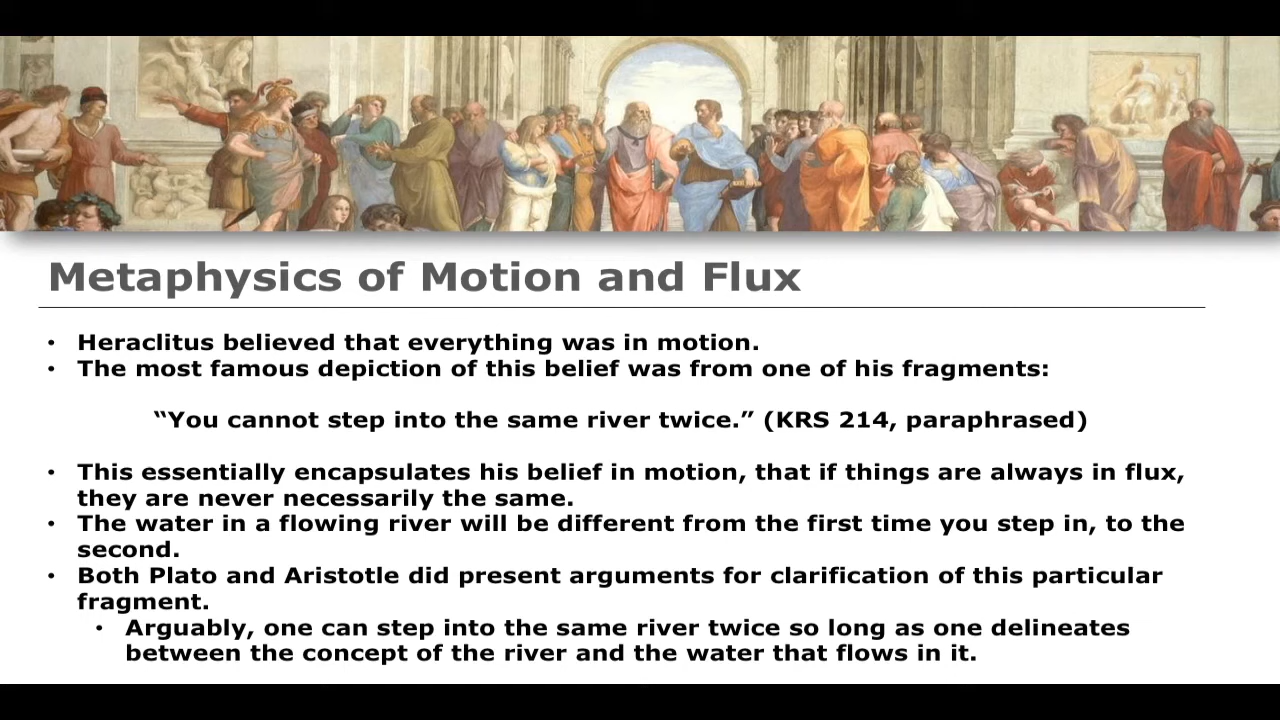 Metaphysics of Motion and Flux
• Heraclitus believed that everything was in motion.
• The most famous depiction of this belief was from one of his fragments:
“You cannot step into the same river twice.” (KRS 214, paraphrased)
• This essentially encapsulates his belief in motion, that if things are always in flux,
they are never necessarily the same.
• The water in a flowing river will be different from the first time you step in, to the
second.
• Both Plato and Aristotle did present arguments for clarification of this particular
fragment.
• Arguably, one can step into the same river twice so long as one delineates
between the concept of the river and the water that flows in it.